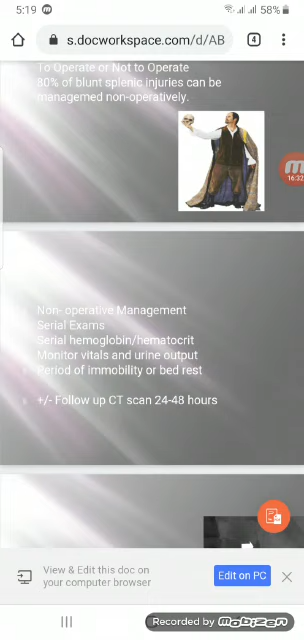 5:19
58%
s.docworkspace.com/d/AB
4
To Operate or Not to Operate
80% of blunt splenic injuries can be
managemed non-operatively.
16:32
Non- operative Management
Serial Exams
Serial hemoglobin/hematocrit
Monitor vitals and urine output
Period of immobility or bed rest
+/- Follow up CT scan 24-48 hours
View & Edit this doc on
your computer browser
Edit on PC
Recorded by mobizen